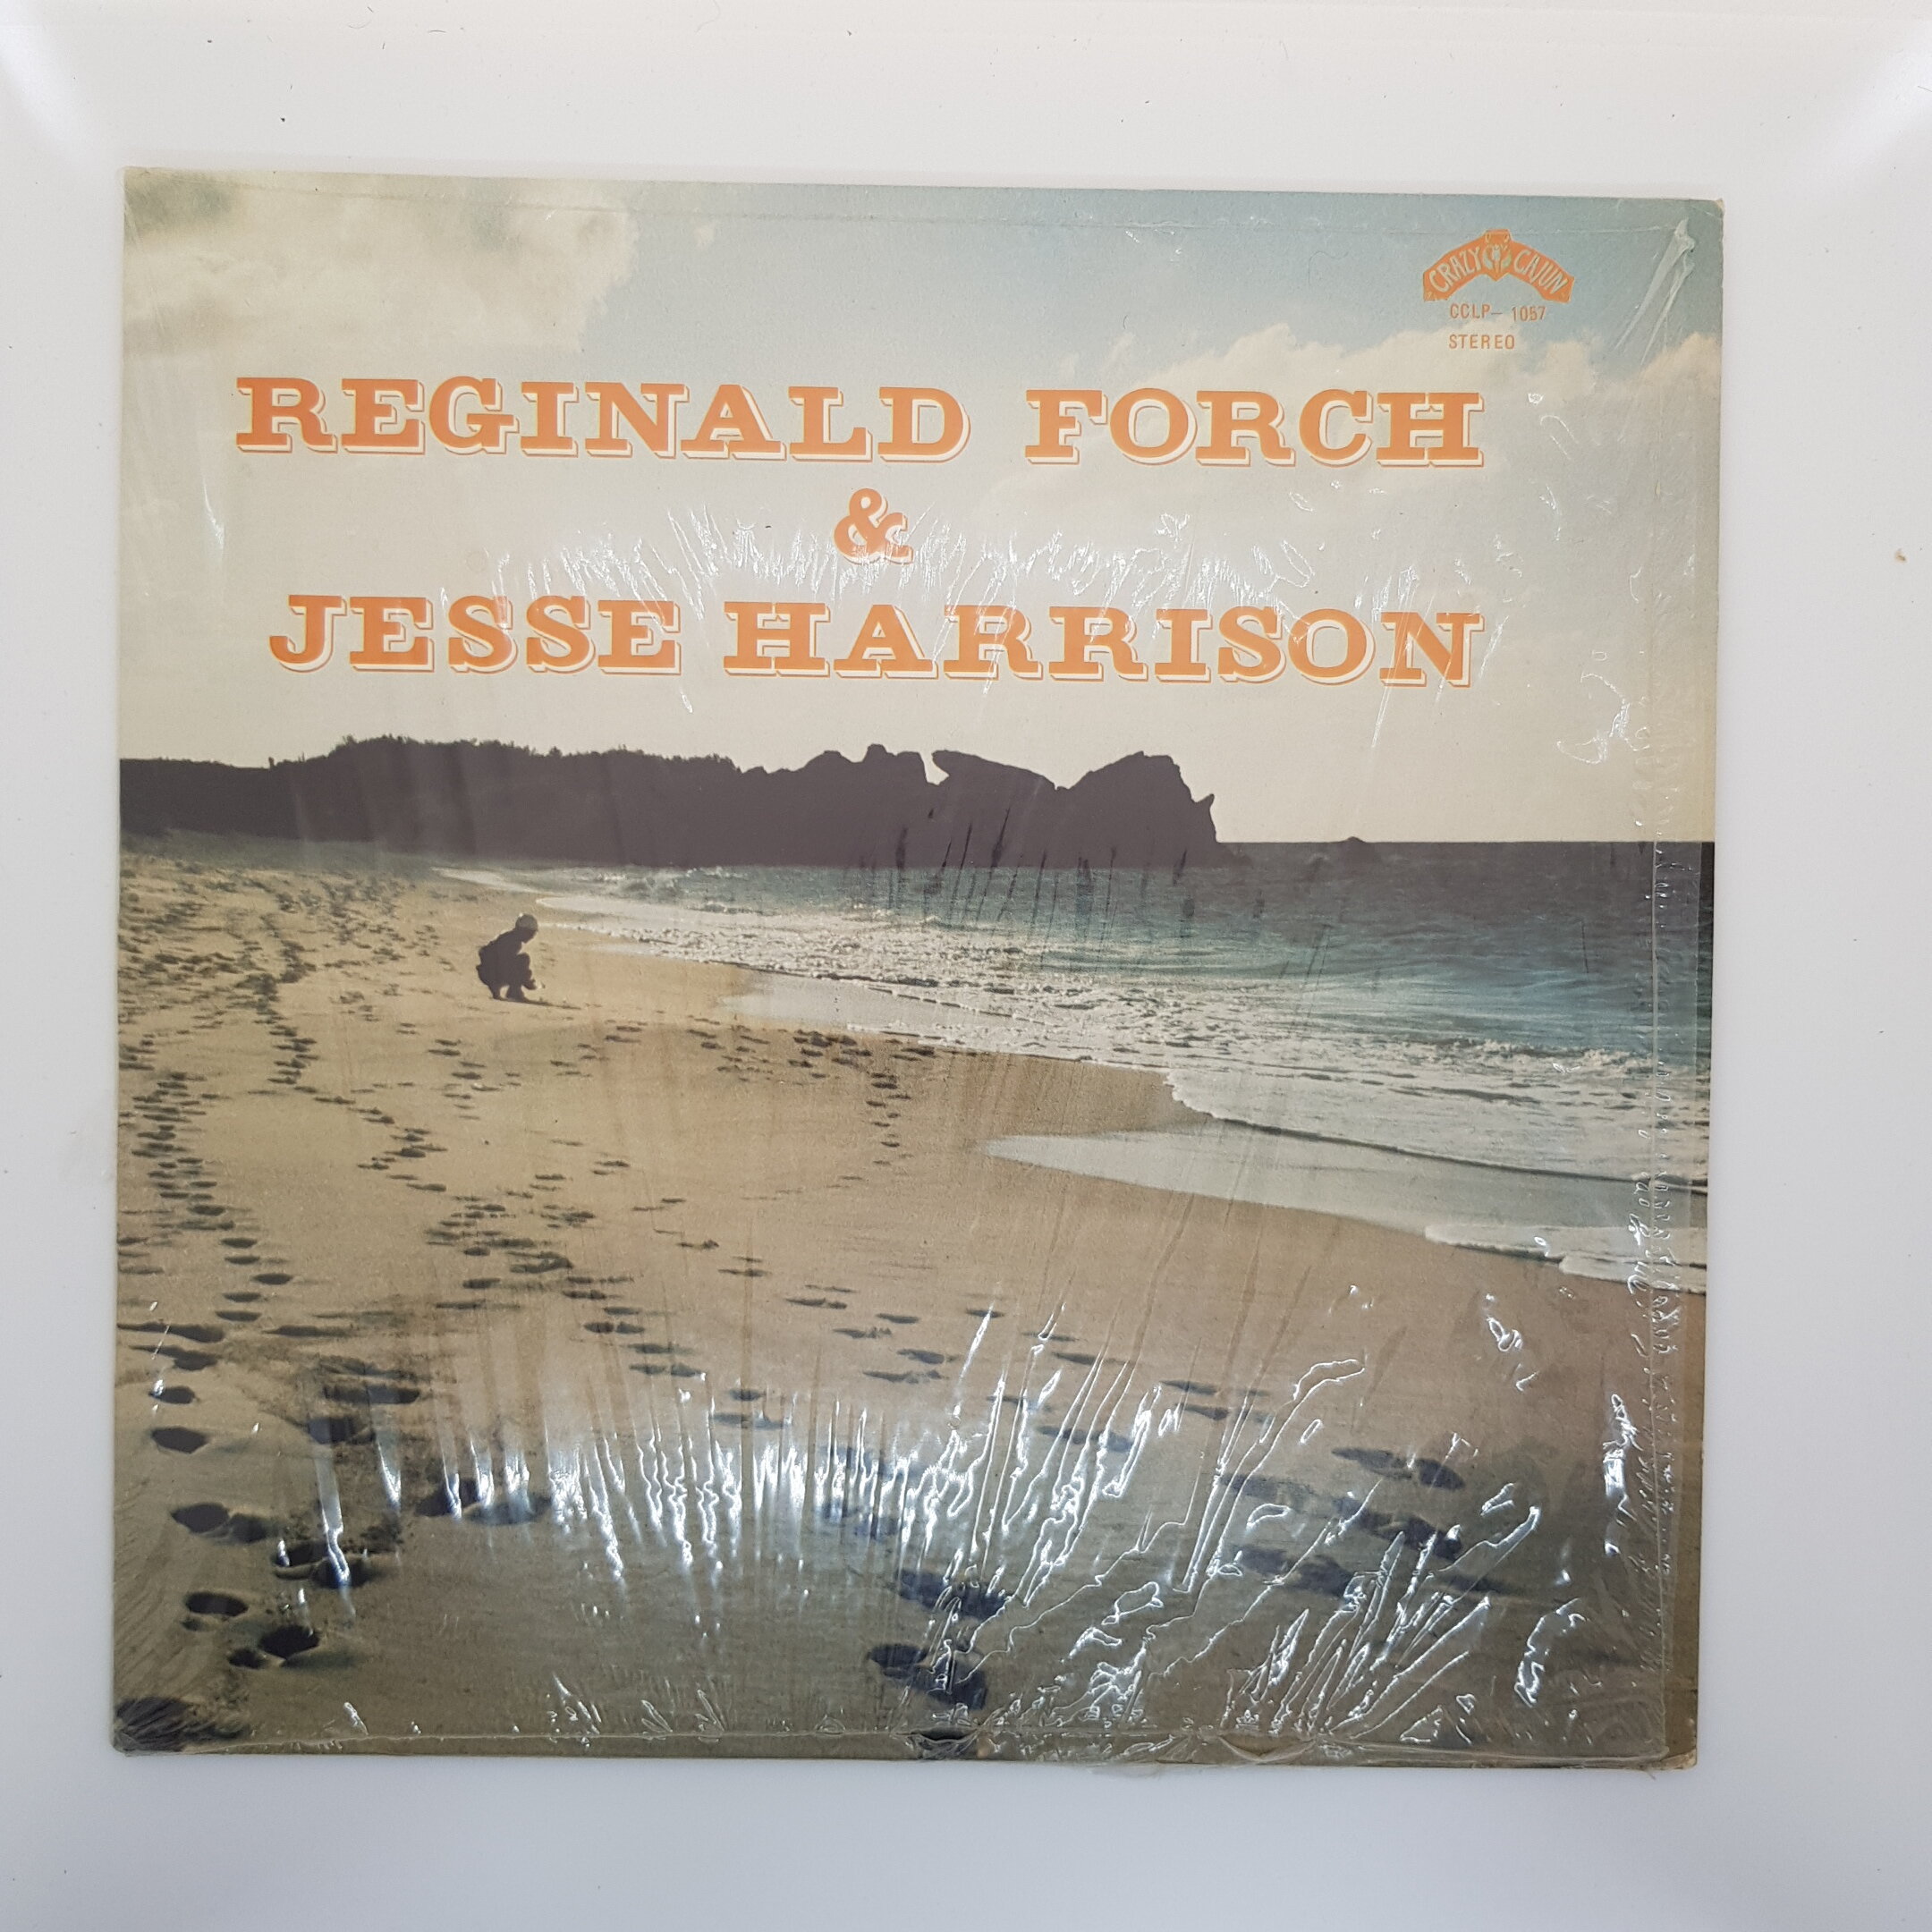 CRAZY CAJUN
CCLP- 1057
STEREO
REGINALD FORCH
&
JESSE HARRISON